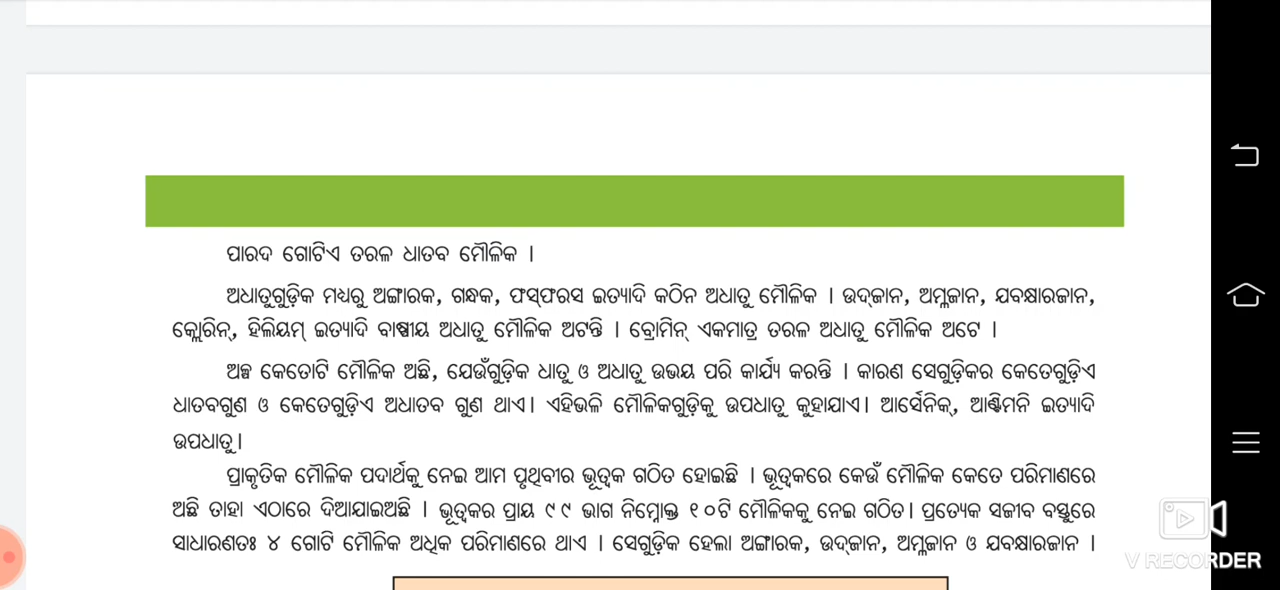 ପାରଦ ଗୋଟିଏ ତରଳ ଧାତବ ମୌଳିକ ।
ଅଧାତୁଗୁଡ଼ିକ ମଧ୍ଯରୁ ଅଙ୍ଗାରକ, ଗନ୍ଧକ, ଫସ୍‌ଫରସ ଇତ୍ୟାଦି କଠିନ ଅଧାତୁ ମୌଳିକ । ଉଦ୍‌ଜାନ, ଅମ୍ଳଜାନ, ଯବକ୍ଷାରଜାନ,
କ୍ଲୋରିନ୍, ହିଲିୟମ୍ ଇତ୍ୟାଦି ବାଷ୍ପୀୟ ଅଧାତୁ ମୌଳିକ ଅଟନ୍ତି । ବ୍ରୋମିନ୍ ଏକମାତ୍ର ତରଳ ଅଧାତୁ ମୌଳିକ ଅଟେ ।
ଅଳ୍ପ କେତୋଟି ମୌଳିକ ଅଛି, ଯେଉଁଗୁଡ଼ିକ ଧାତୁ ଓ ଅଧାତୁ ଉଭୟ ପରି କାର୍ଯ୍ୟ କରନ୍ତି । କାରଣ ସେଗୁଡ଼ିକର କେତେଗୁଡ଼ିଏ
ଧାତବଗୁଣ ଓ କେତେଗୁଡ଼ିଏ ଅଧାତବ ଗୁଣ ଥାଏ। ଏହିଭଳି ମୌଳିକଗୁଡ଼ିକୁ ଉପଧାତୁ କୁହାଯାଏ। ଆର୍ସେନିକ୍, ଆଣ୍ଟିମନି ଇତ୍ୟାଦି
ଉପଧାତୁ।
ପ୍ରାକୃତିକ ମୌଳିକ ପଦାର୍ଥକୁ ନେଇ ଆମ ପୃଥିବୀର ଭୂତ୍ୱକ ଗଠିତ ହୋଇଛି । ଭୂତ୍ୱକରେ କେଉଁ ମୌଳିକ କେତେ ପରିମାଣରେ
ଅଛି ତାହା ଏଠାରେ ଦିଆଯାଇଅଛି । ଭୂତ୍ୱକର ପ୍ରାୟ ୯୯ ଭାଗ ନିମ୍ନୋକ୍ତ ୧୦ଟି ମୌଳିକକୁ ନେଇ ଗଠିତ। ପ୍ରତ୍ୟେକ ସଜୀବ ବସ୍ତୁରେ
ସାଧାରଣତଃ ୪ ଗୋଟି ମୌଳିକ ଅଧିକ ପରିମାଣରେ ଥାଏ । ସେଗୁଡ଼ିକ ହେଲା ଅଙ୍ଗାରକ, ଉଦ୍‌ଜାନ, ଅମ୍ଳଜାନ ଓ ଯବକ୍ଷାରଜାନ ।
V RECORDER